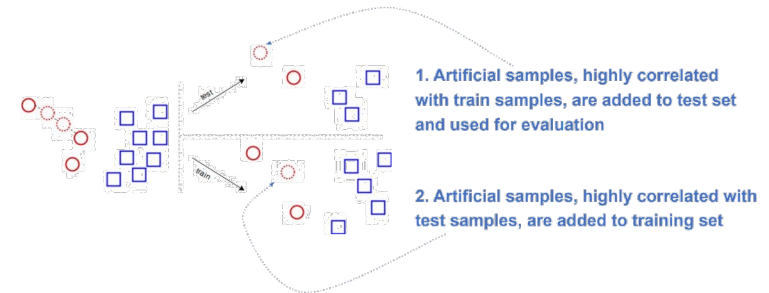 test
1. Artificial samples, highly correlated
with train samples, are added to test set
and used for evaluation
train
2. Artificial samples, highly correlated with
test samples, are added to training set